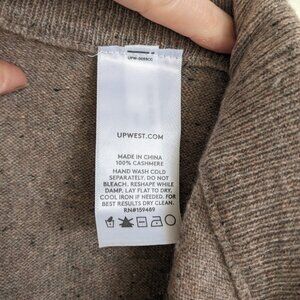 UPWEST.COM
MADE IN CHINA
100% CASHMERE
HAND WASH COLD
SEPARATELY. DO NOT
BLEACH. RESHAPE WHILE
DAMP. LAY FLAT TO DRY,
COOL IRON IF NEEDED. FOR
BEST RESULTS DRY CLEAN.
RN#159489